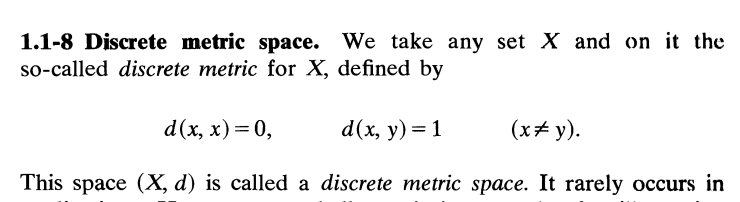 1.1-8 Discrete metric space. We take any set X and on it the
so-called discrete metric for X, defined by
d(x, x) = 0, d(x, y) = 1 (x ≠ y).
This space (X, d) is called a discrete metric space. It rarely occurs in